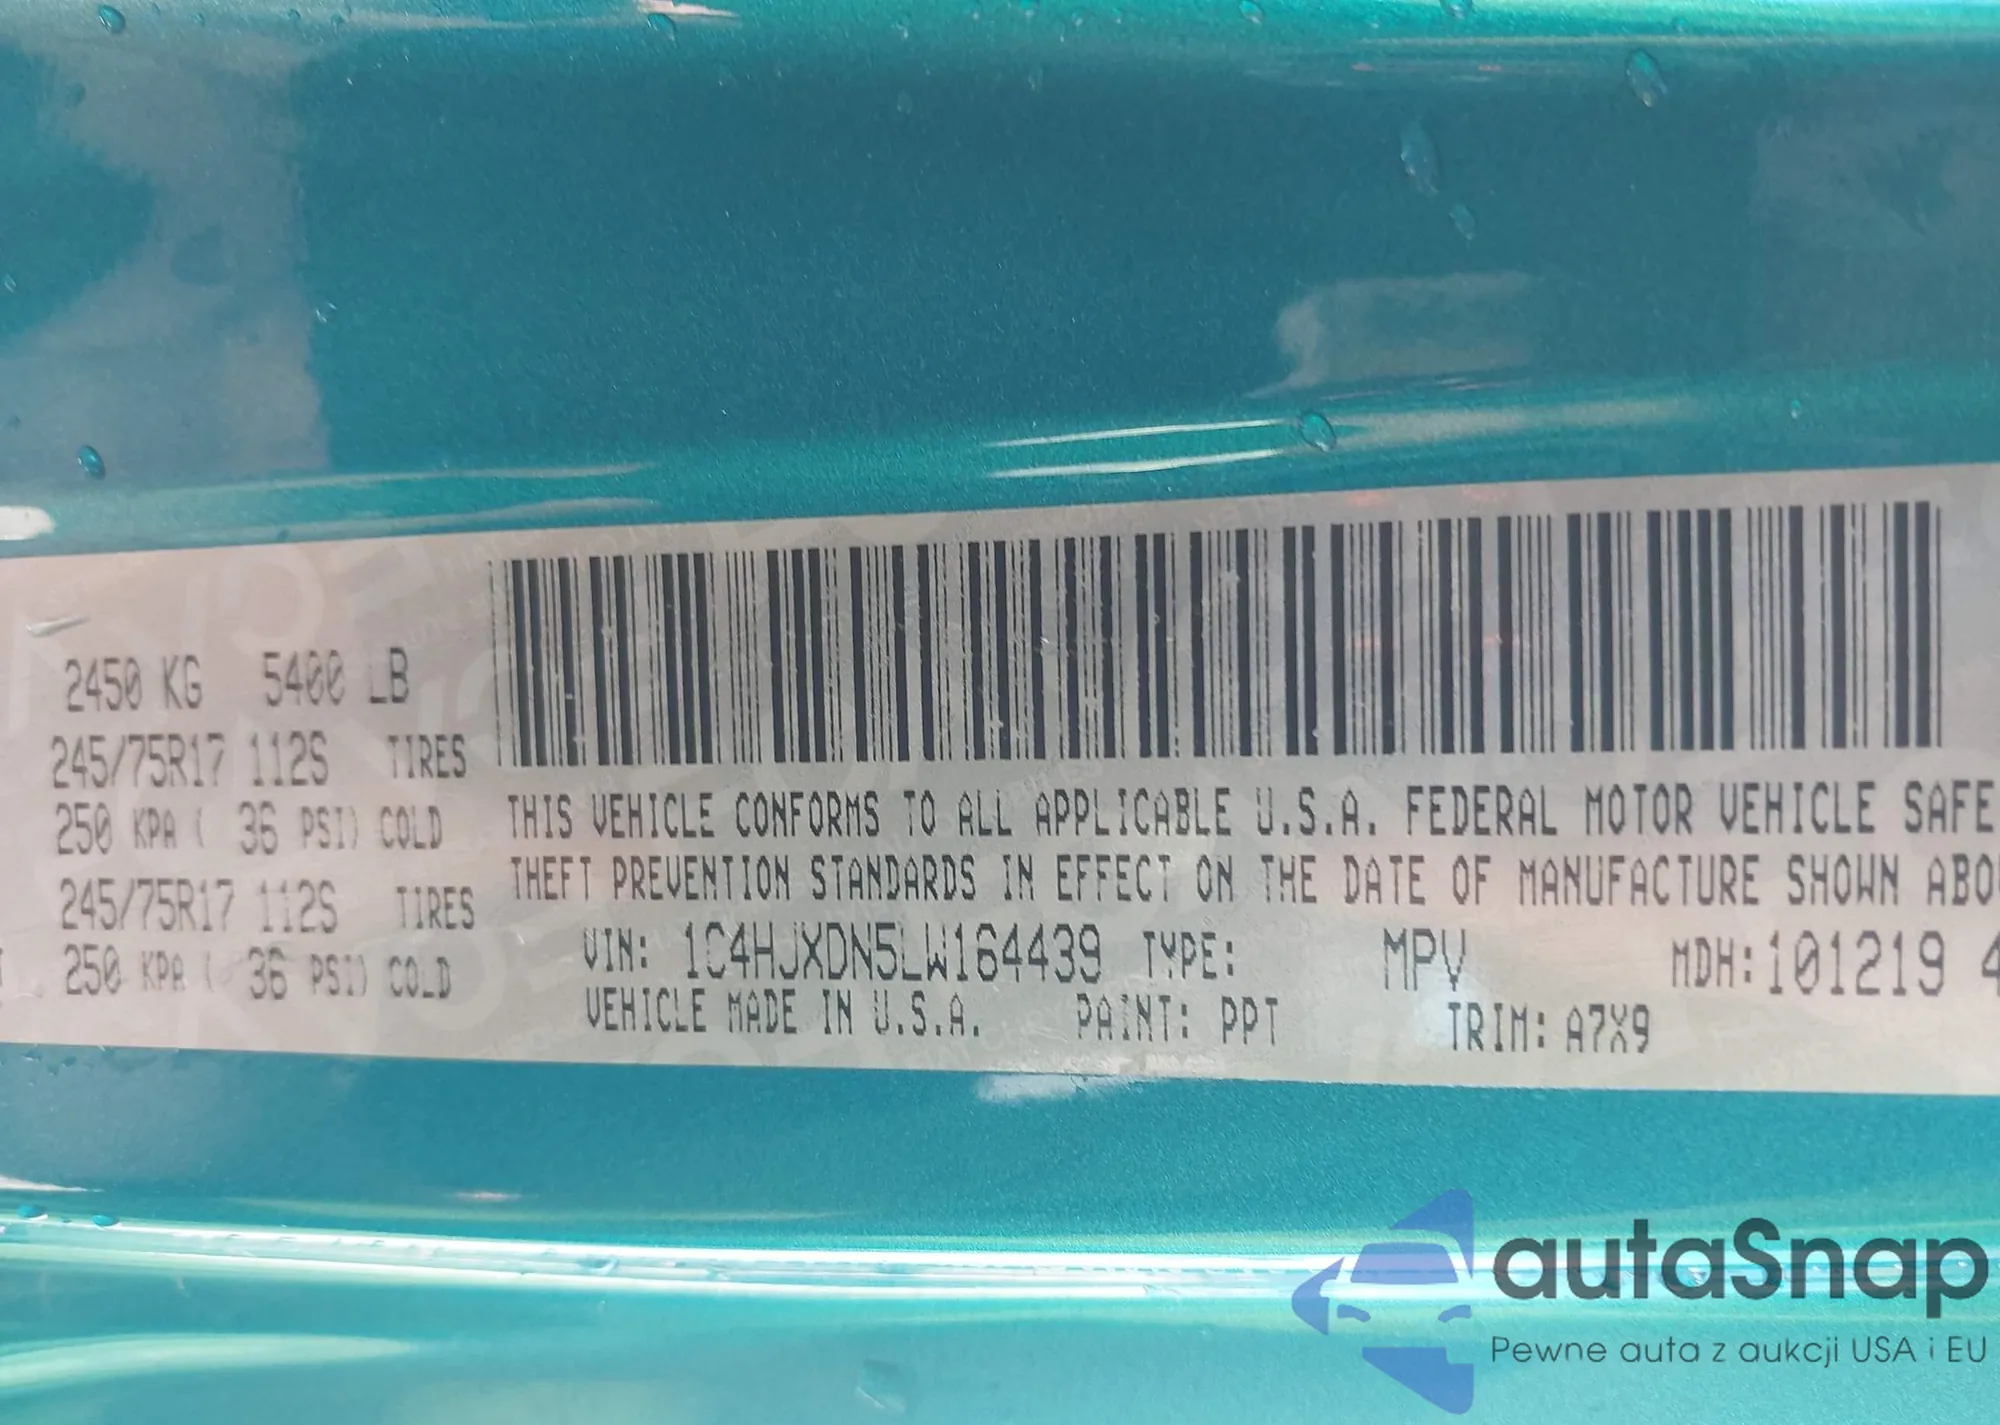 2450 KG 5400 LB
245/75R17 112S TIRES
250 KPA ( 36 PSI) COLD
245/75R17 112S TIRES
250 KPA ( 36 PSI) COLD
THIS VEHICLE CONFORMS TO ALL APPLICABLE U.S.A. FEDERAL MOTOR VEHICLE SAFE
THEFT PREVENTION STANDARDS IN EFFECT ON THE DATE OF MANUFACTURE SHOWN ABO
VIN: 1C4HJXDN5LW164439 TYPE: MPV MDH:101219 4
VEHICLE MADE IN U.S.A. PAINT: PPT TRIM: A7X9
autaSnap
Pewne auta z aukcji USA i EU